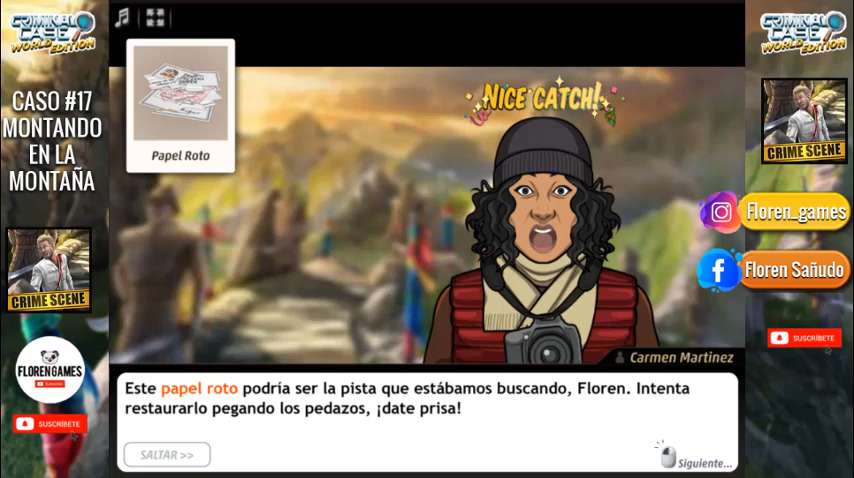 CRIMINAL
CASE
WORLD EDITION
CASO #17
MONTANDO
EN LA
MONTAÑA
CRIME SCENE
FLOREN GAMES
SUSCRÍBETE
Papel Roto
NICE CATCH!
Carmen Martinez
Este papel roto podría ser la pista que estábamos buscando, Floren. Intenta
restaurarlo pegando los pedazos, ¡date prisa!
SALTAR >>
Siguiente...
CRIMINAL
CASE
WORLD EDITION
CRIME SCENE
Floren_games
Floren Sañudo
SUSCRÍBETE